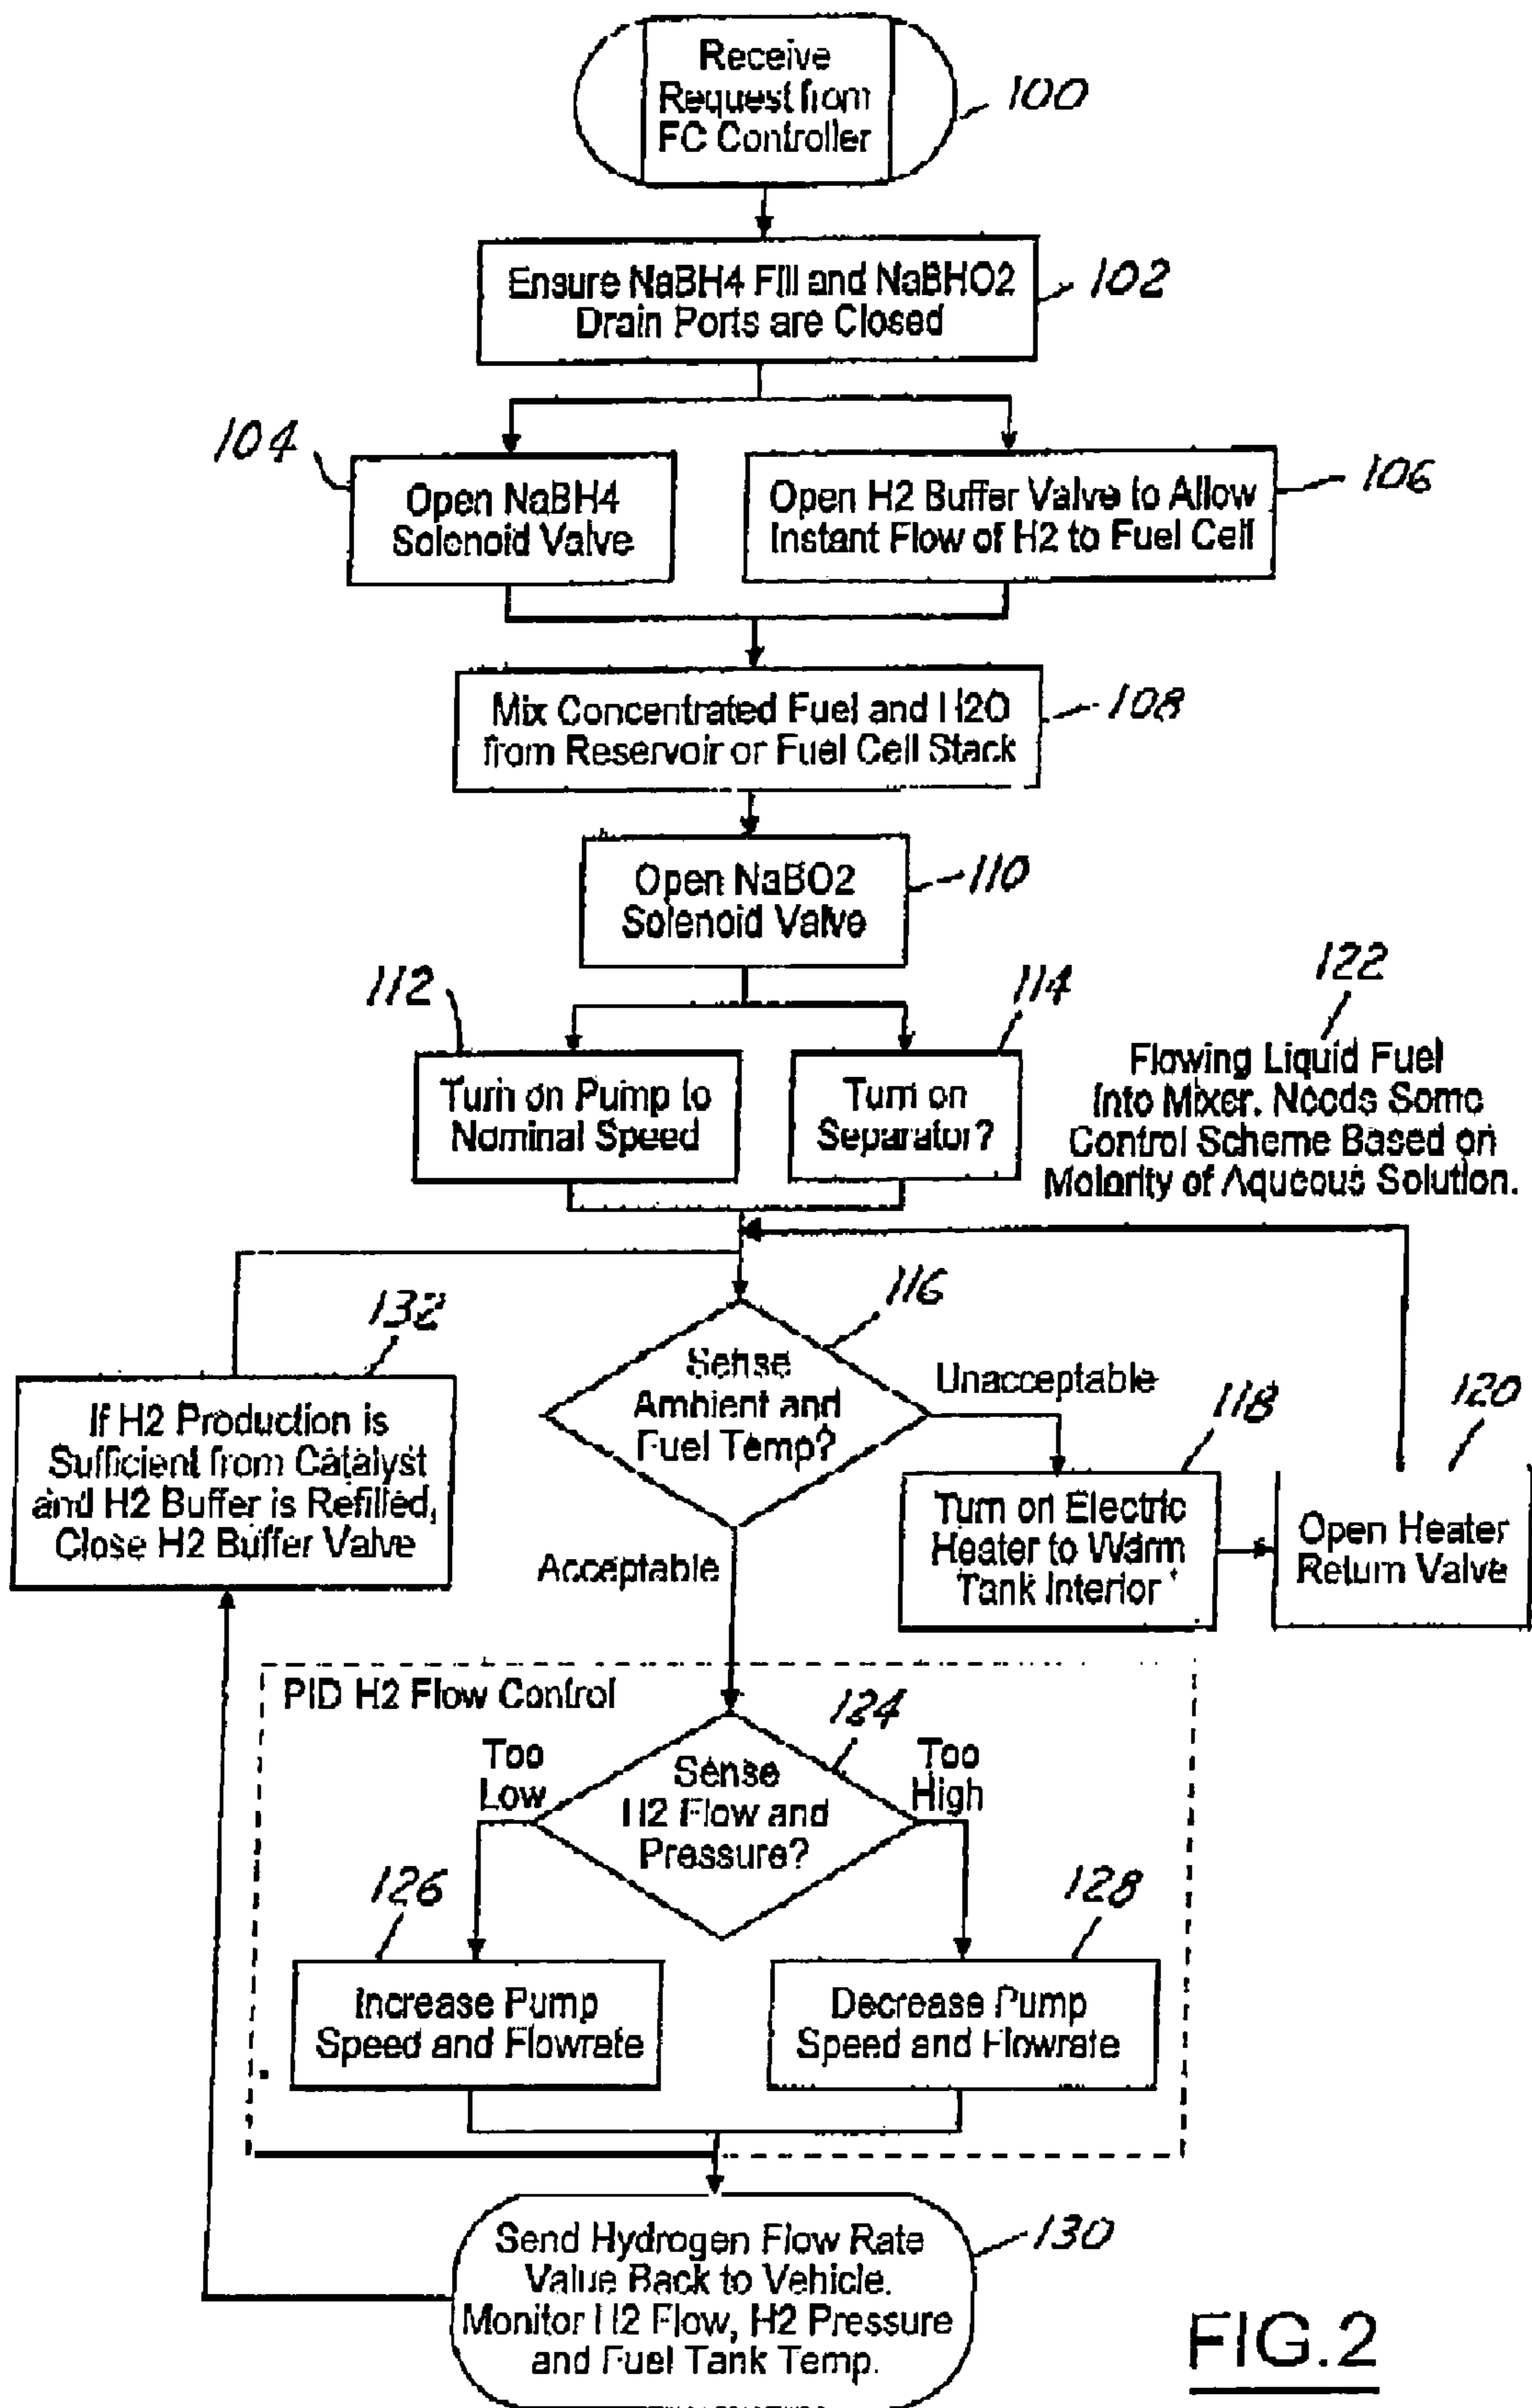 Receive
Request from
FC Controller
100
Ensure NaBH4 Fill and NaBHO2
Drain Ports are Closed
102
104
Open NaBH4
Solenoid Valve
Open H2 Buffer Valve to Allow
Instant Flow of H2 to Fuel Cell
106
Mix Concentrated Fuel and H2O
from Reservoir or Fuel Cell Stack
108
Open NaBO2
Solenoid Valve
110
112
Turn on Pump to
Nominal Speed
114
Turn on
Separator?
122
Flowing Liquid Fuel
Into Mixer. Needs Some
Control Scheme Based on
Molarity of Aqueous Solution.
116
Sense
Ambient and
Fuel Temp?
Unacceptable
Acceptable
118
Turn on Electric
Heater to Warm
Tank Interior
120
Open Heater
Return Valve
132
If H2 Production is
Sufficient from Catalyst
and H2 Buffer is Refilled,
Close H2 Buffer Valve
PID H2 Flow Control
124
Too
Low
Sense
H2 Flow and
Pressure?
Too
High
126
Increase Pump
Speed and Flowrate
128
Decrease Pump
Speed and Flowrate
Send Hydrogen Flow Rate
Value Back to Vehicle.
Monitor H2 Flow, H2 Pressure
and Fuel Tank Temp.
130
FIG.2